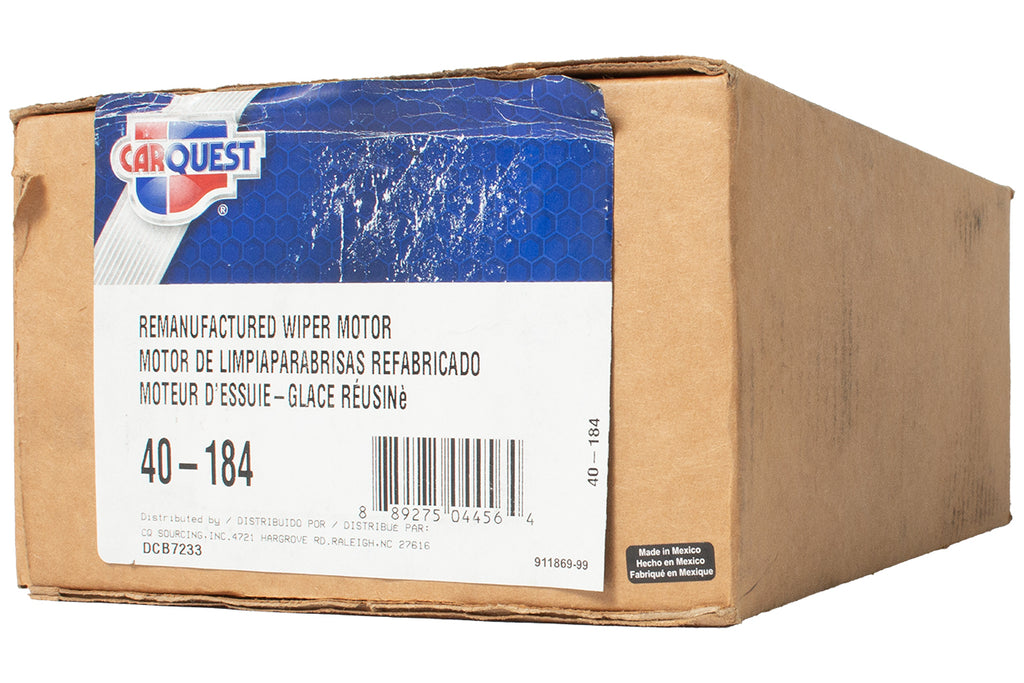 CARQUEST
®
REMANUFACTURED WIPER MOTOR
MOTOR DE LIMPIAPARABRISAS REFABRICADO
MOTEUR D'ESSUIE-GLACE RÉUSINè
40-184
40-184
8 89275 04456 4
Distributed by / DISTRIBUIDO POR / DISTRIBUé PAR:
CQ SOURCING,INC.4721 HARGROVE RD.RALEIGH,NC 27616
DCB7233
911869-99
Made in Mexico
Hecho en Mexico
Fabriqué en Mexique